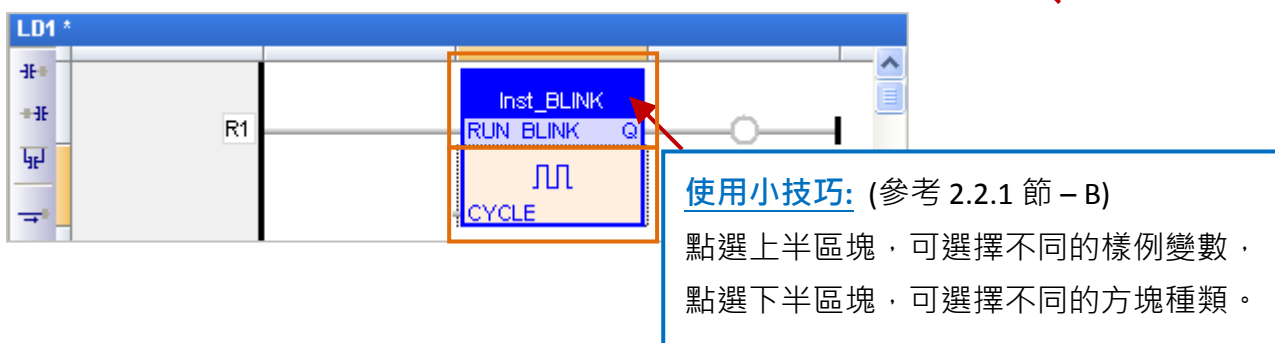 LD1 *
Inst_BLINK
R1
RUN BLINK Q
CYCLE
使用小技巧: (參考 2.2.1 節 – B)
點選上半區塊，可選擇不同的樣例變數，
點選下半區塊，可選擇不同的方塊種類。